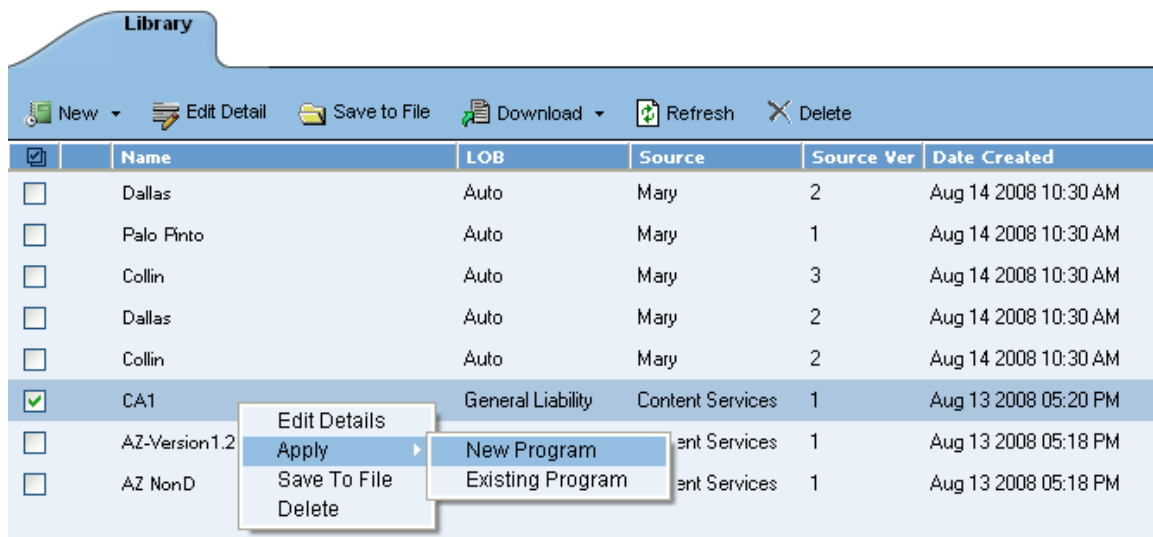 Library
New Edit Detail Save to File Download Refresh Delete
Name LOB Source Source Ver Date Created
Dallas Auto Mary 2 Aug 14 2008 10:30 AM
Palo Pinto Auto Mary 1 Aug 14 2008 10:30 AM
Collin Auto Mary 3 Aug 14 2008 10:30 AM
Dallas Auto Mary 2 Aug 14 2008 10:30 AM
Collin Auto Mary 2 Aug 14 2008 10:30 AM
CA1 General Liability Content Services 1 Aug 13 2008 05:20 PM
Edit Details
AZ-Version1.2 ent Services 1 Aug 13 2008 05:18 PM
Apply New Program
Save To File Existing Program
AZ NonD ent Services 1 Aug 13 2008 05:18 PM
Delete